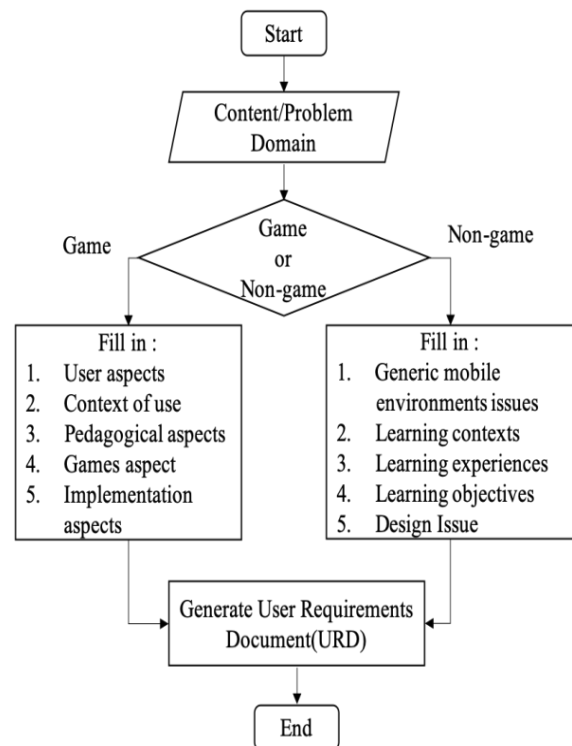 Start
Content/Problem
Domain
Game
Game
or
Non-game
Non-game
Fill in :
1. User aspects
2. Context of use
3. Pedagogical aspects
4. Games aspect
5. Implementation
aspects
Fill in :
1. Generic mobile
environments issues
2. Learning contexts
3. Learning experiences
4. Learning objectives
5. Design Issue
Generate User Requirements
Document(URD)
End